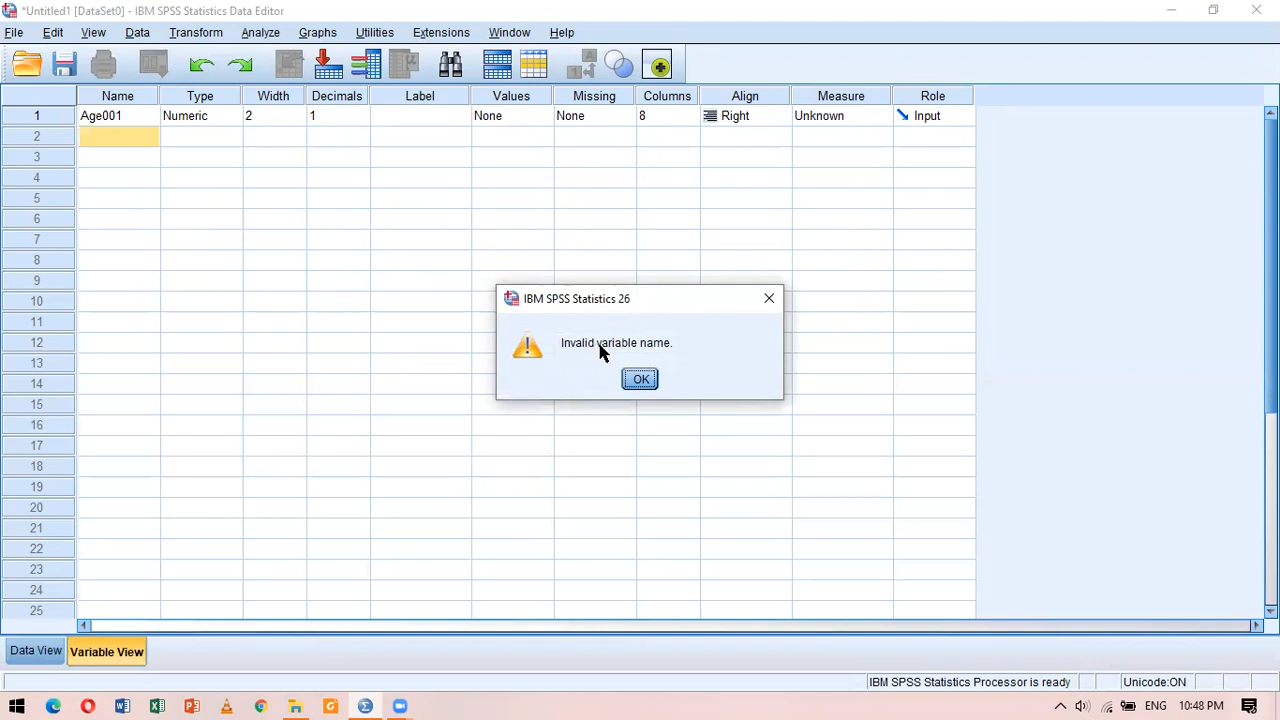 *Untitled1 [DataSet0] - IBM SPSS Statistics Data Editor
File Edit View Data Transform Analyze Graphs Utilities Extensions Window Help
Name Type Width Decimals Label Values Missing Columns Align Measure Role
1 Age001 Numeric 2 1 None None 8 Right Unknown Input
2
3
4
5
6
7
8
9
10
11
12
13
14
15
16
17
18
19
20
21
22
23
24
25
IBM SPSS Statistics 26
Invalid variable name.
OK
Data View Variable View
IBM SPSS Statistics Processor is ready Unicode:ON
ENG 10:48 PM